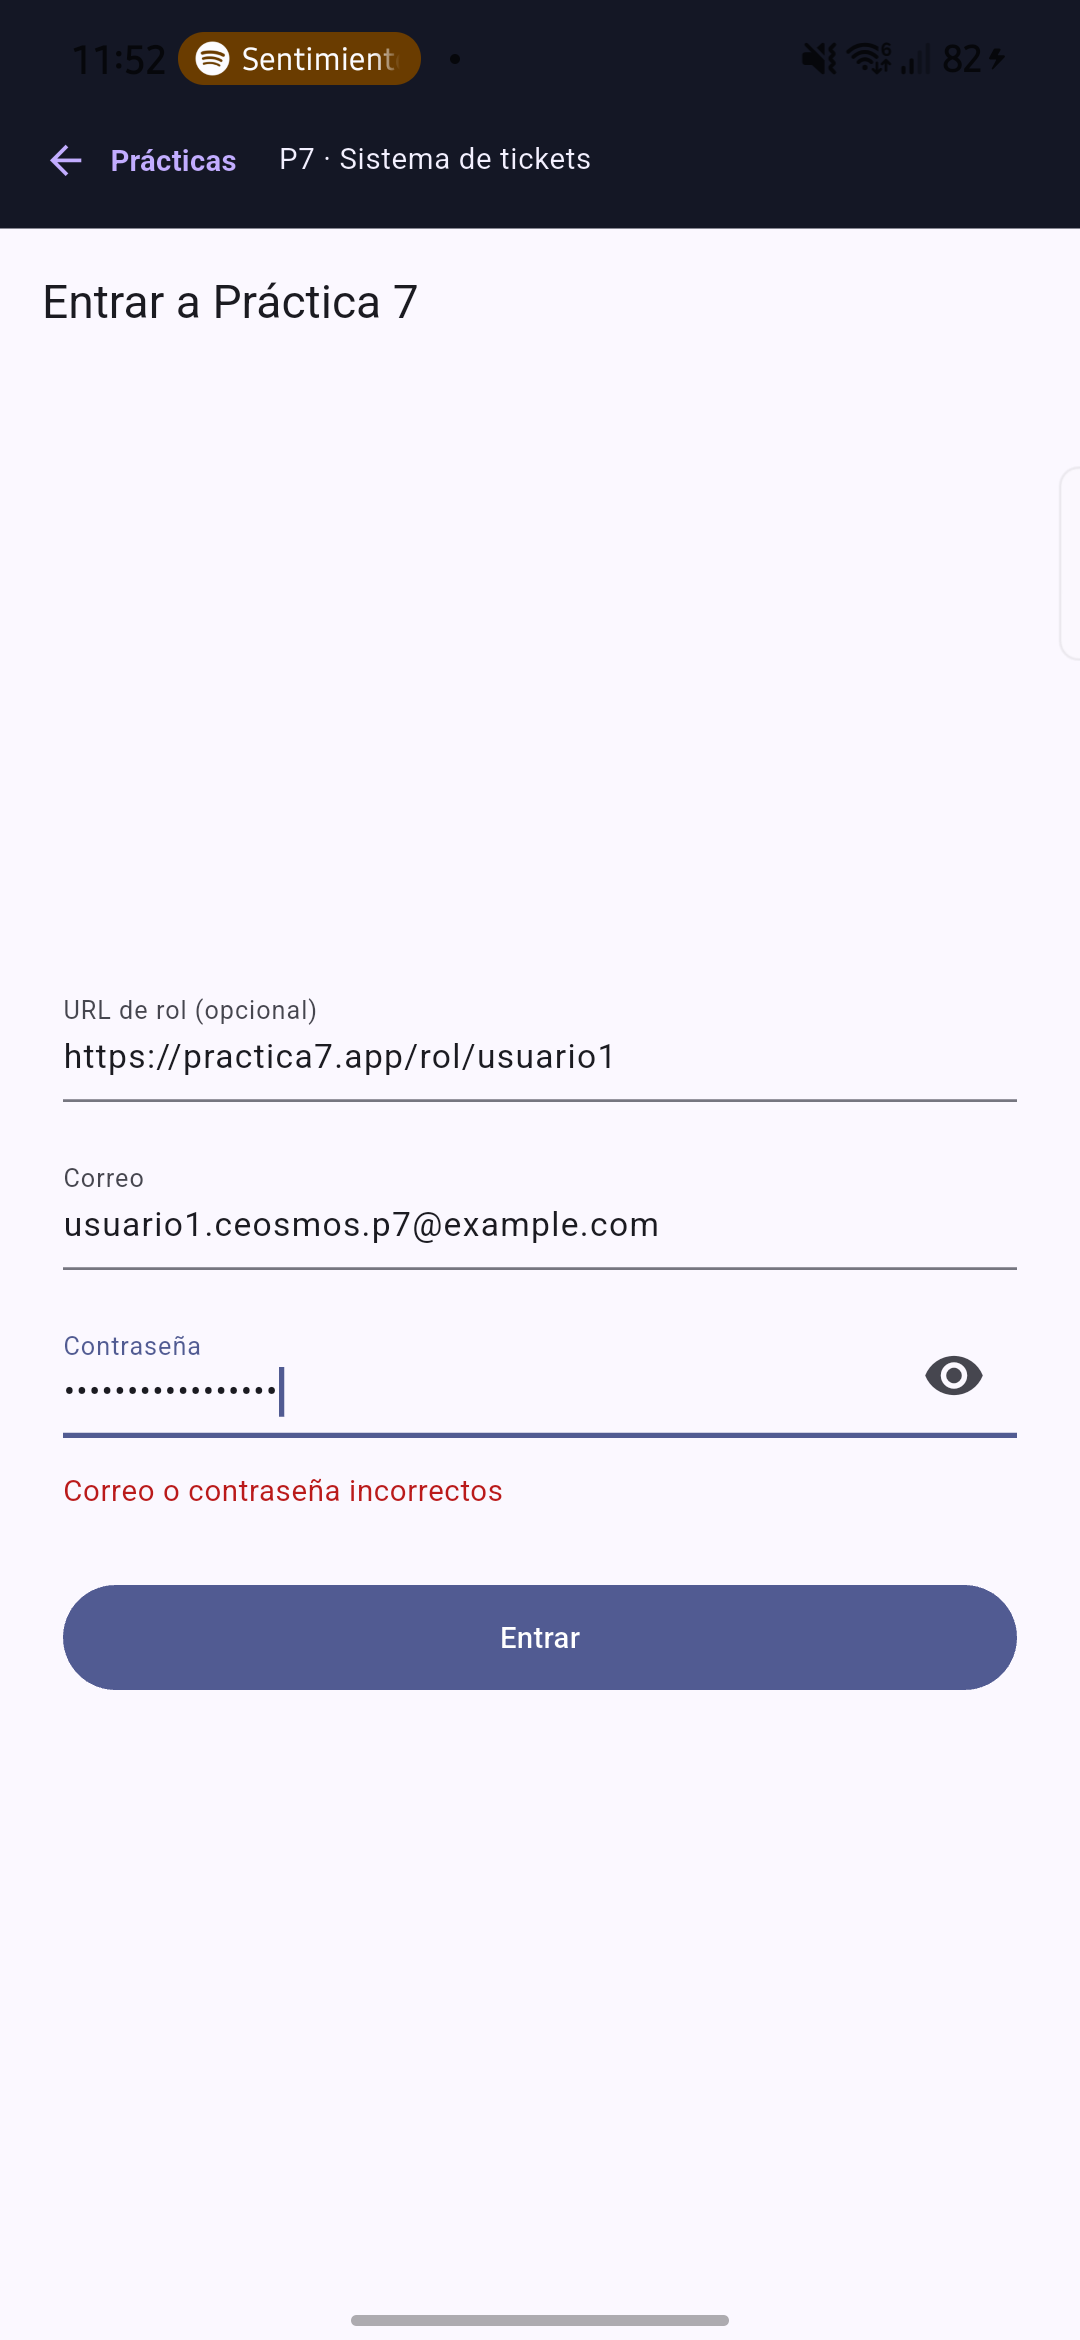 11:52 Sentimient 6 82
Prácticas P7 · Sistema de tickets
Entrar a Práctica 7
URL de rol (opcional)
https://practica7.app/rol/usuario1
Correo
usuario1.ceosmos.p7@example.com
Contraseña
•••••••••••••••••
Correo o contraseña incorrectos
Entrar